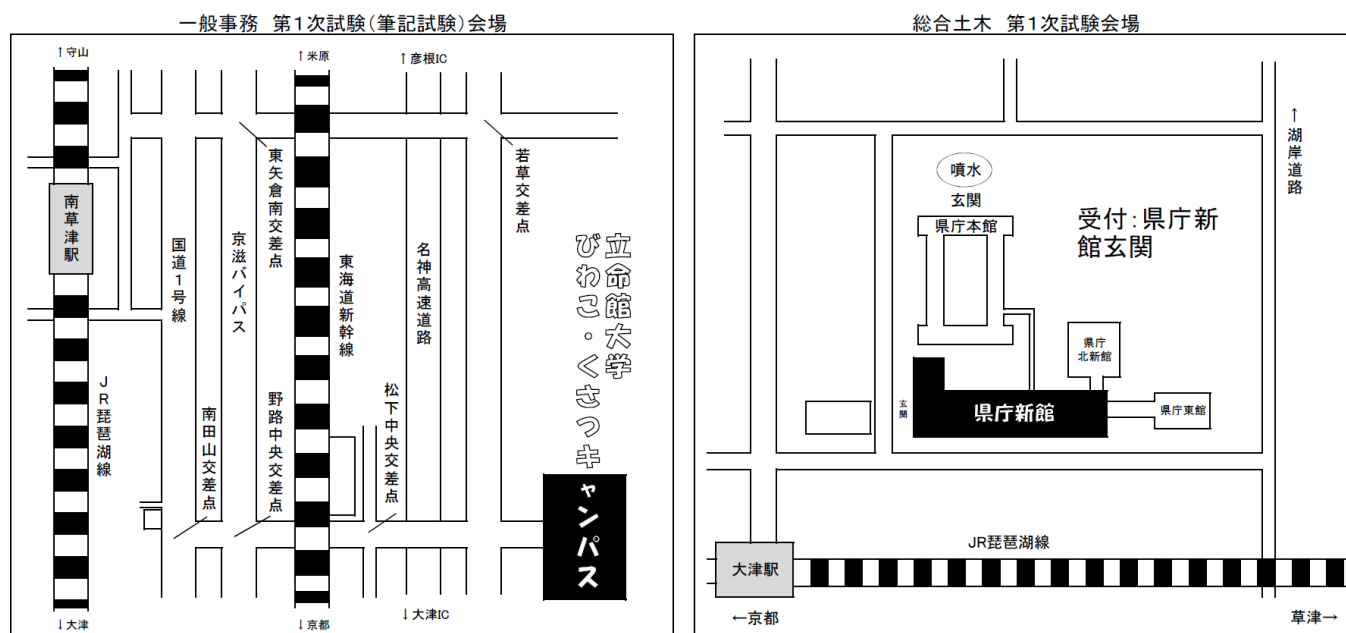 一般事務 第1次試験(筆記試験)会場
↑守山
↑米原
↑彦根IC
南草津駅
東矢倉南交差点
若草交差点
国道1号線
京滋バイパス
東海道新幹線
名神高速道路
立命館大学
びわこ・くさつキャンパス
JR琵琶湖線
南田山交差点
野路中央交差点
松下中央交差点
↓大津
↓京都
↓大津IC
総合土木 第1次試験会場
↑湖岸道路
噴水
玄関
県庁本館
受付:県庁新
館玄関
県庁
北新館
玄関
県庁新館
県庁東館
JR琵琶湖線
大津駅
←京都
草津→